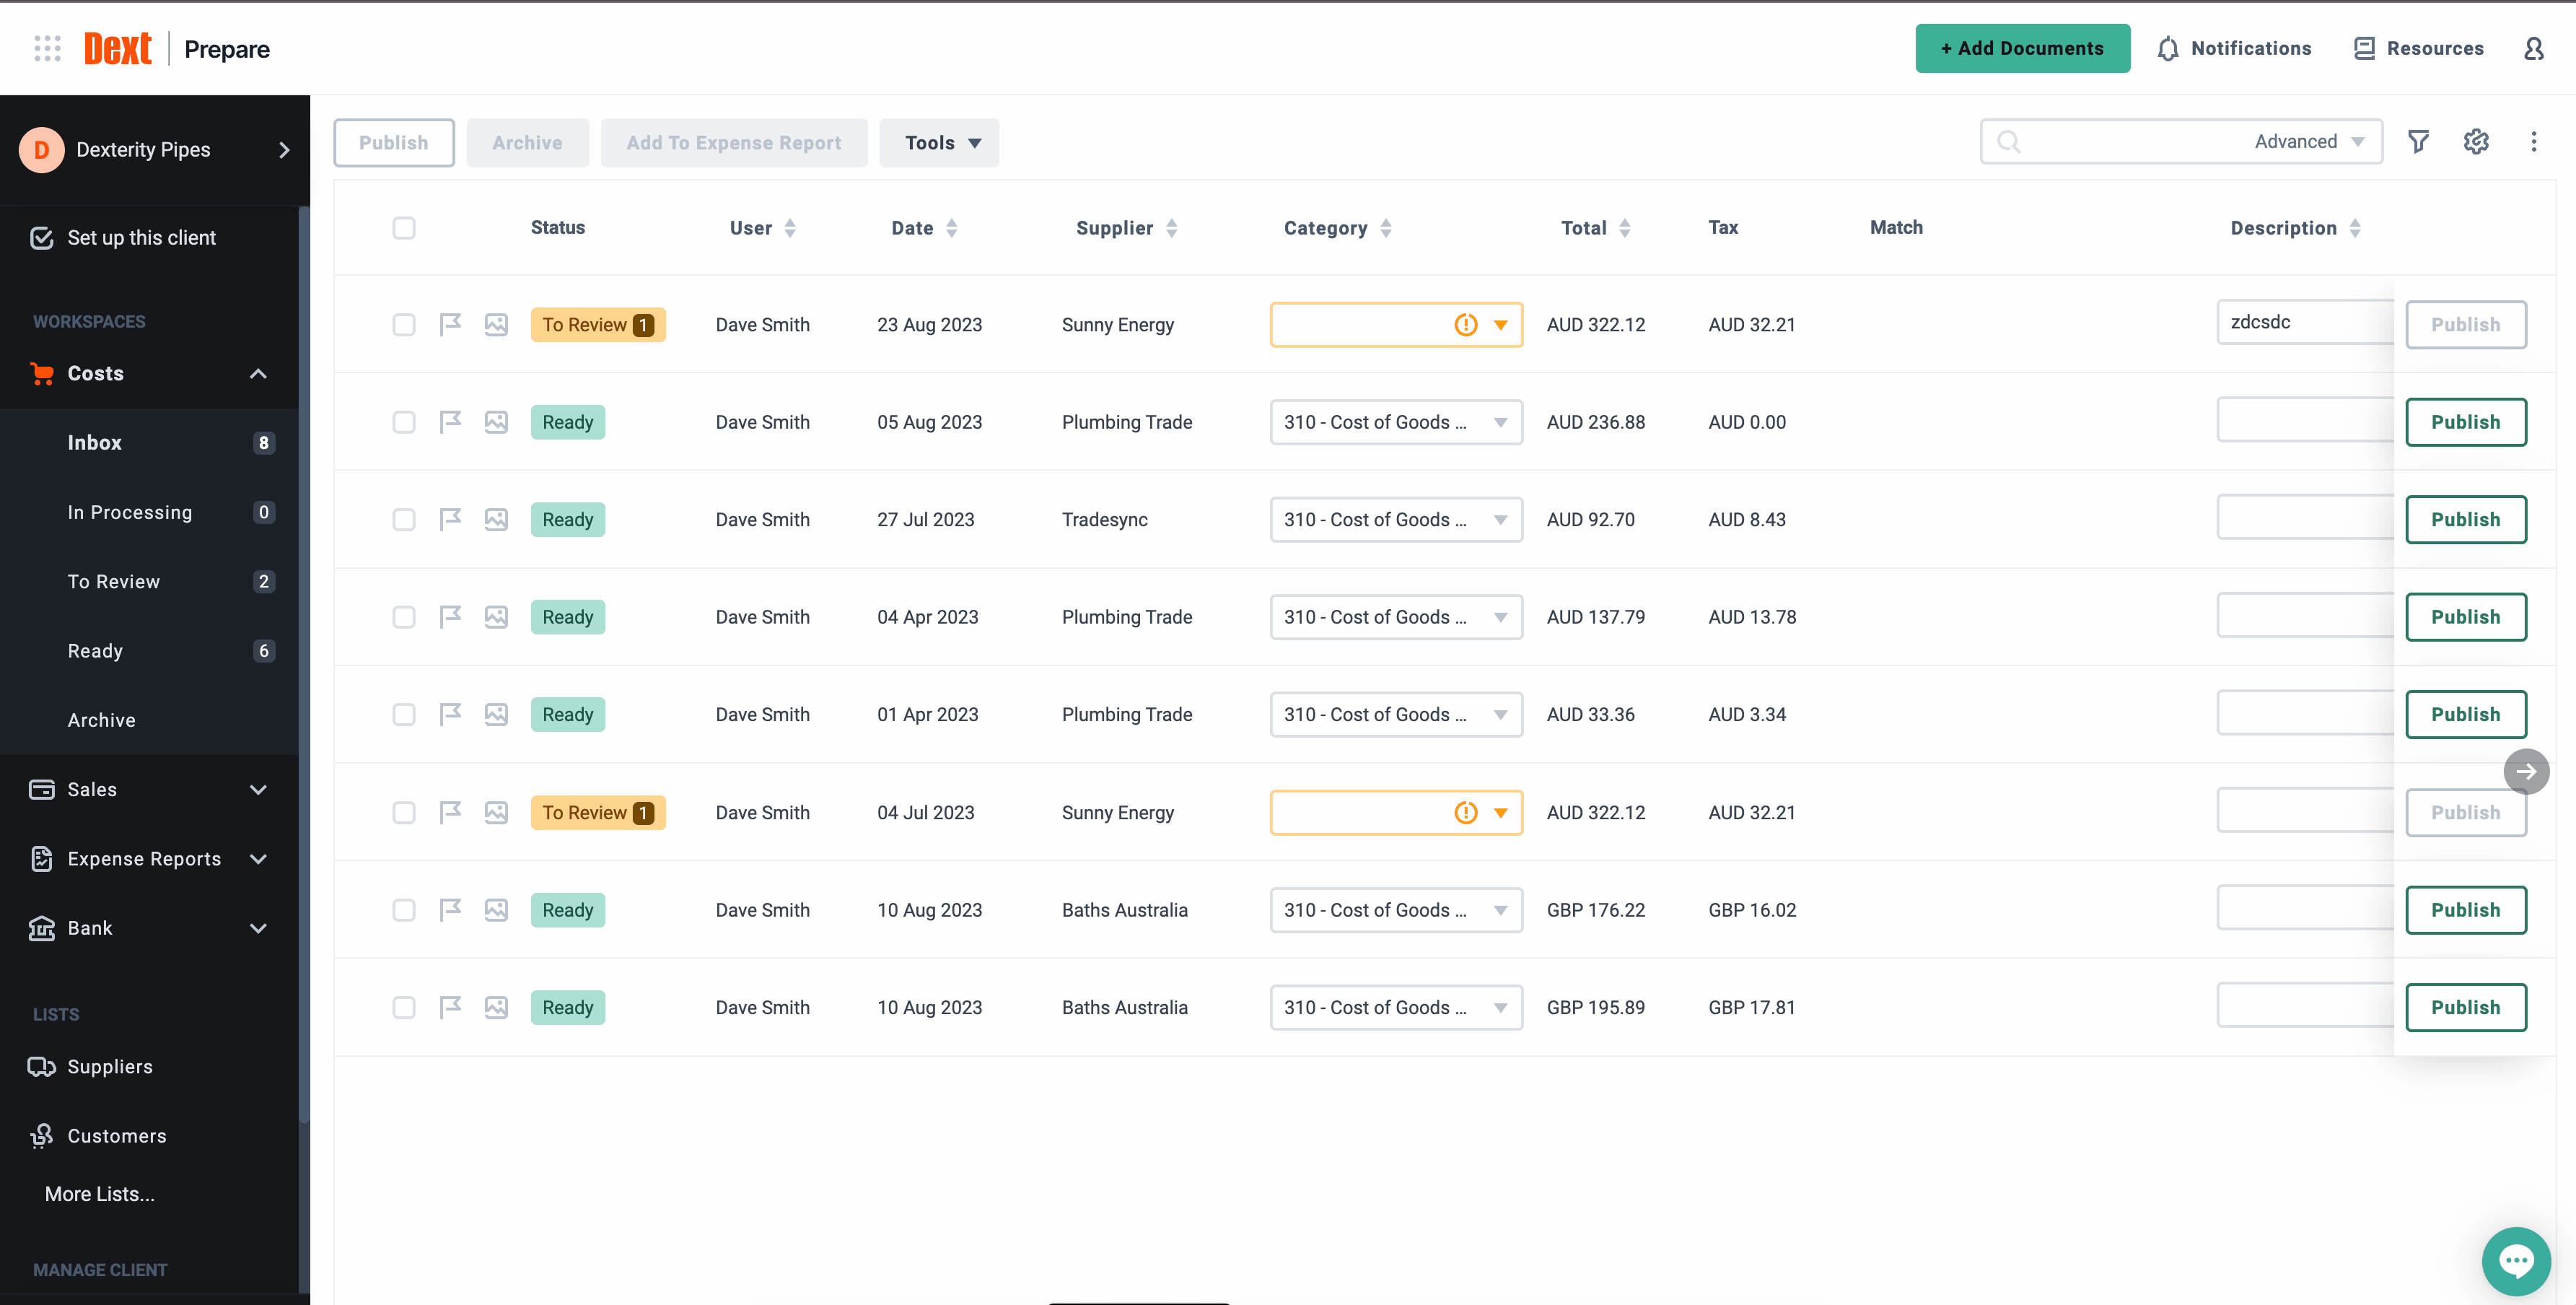 Dext Prepare + Add Documents Notifications Resources
D Dexterity Pipes
Set up this client
WORKSPACES
Costs
Inbox 8
In Processing 0
To Review 2
Ready 6
Archive
Sales
Expense Reports
Bank
LISTS
Suppliers
Customers
More Lists...
MANAGE CLIENT
Publish Archive Add To Expense Report Tools Advanced
Status User Date Supplier Category Total Tax Match Description
To Review 1 Dave Smith 23 Aug 2023 Sunny Energy AUD 322.12 AUD 32.21 zdcsdc Publish
Ready Dave Smith 05 Aug 2023 Plumbing Trade 310 - Cost of Goods ... AUD 236.88 AUD 0.00 Publish
Ready Dave Smith 27 Jul 2023 Tradesync 310 - Cost of Goods ... AUD 92.70 AUD 8.43 Publish
Ready Dave Smith 04 Apr 2023 Plumbing Trade 310 - Cost of Goods ... AUD 137.79 AUD 13.78 Publish
Ready Dave Smith 01 Apr 2023 Plumbing Trade 310 - Cost of Goods ... AUD 33.36 AUD 3.34 Publish
To Review 1 Dave Smith 04 Jul 2023 Sunny Energy AUD 322.12 AUD 32.21 Publish
Ready Dave Smith 10 Aug 2023 Baths Australia 310 - Cost of Goods ... GBP 176.22 GBP 16.02 Publish
Ready Dave Smith 10 Aug 2023 Baths Australia 310 - Cost of Goods ... GBP 195.89 GBP 17.81 Publish